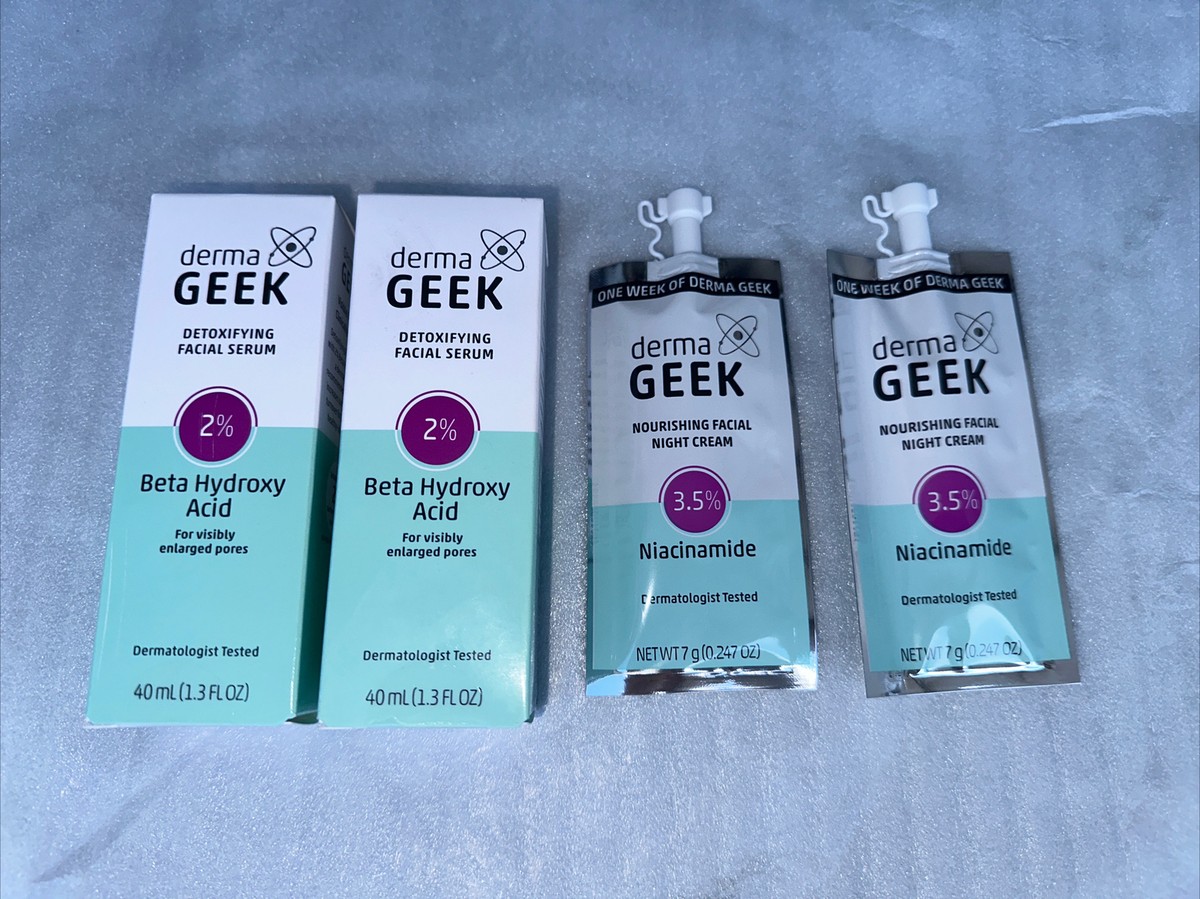 derma
GEEK
DETOXIFYING
FACIAL SERUM
2%
Beta Hydroxy
Acid
For visibly
enlarged pores
Dermatologist Tested
40 mL (1.3 FL OZ)
derma
GEEK
DETOXIFYING
FACIAL SERUM
2%
Beta Hydroxy
Acid
For visibly
enlarged pores
Dermatologist Tested
40 mL (1.3 FL OZ)
ONE WEEK OF DERMA GEEK
derma
GEEK
NOURISHING FACIAL
NIGHT CREAM
3.5%
Niacinamide
Dermatologist Tested
NET WT 7 g (0.247 OZ)
ONE WEEK OF DERMA GEEK
derma
GEEK
NOURISHING FACIAL
NIGHT CREAM
3.5%
Niacinamide
Dermatologist Tested
NET WT 7 g (0.247 OZ)